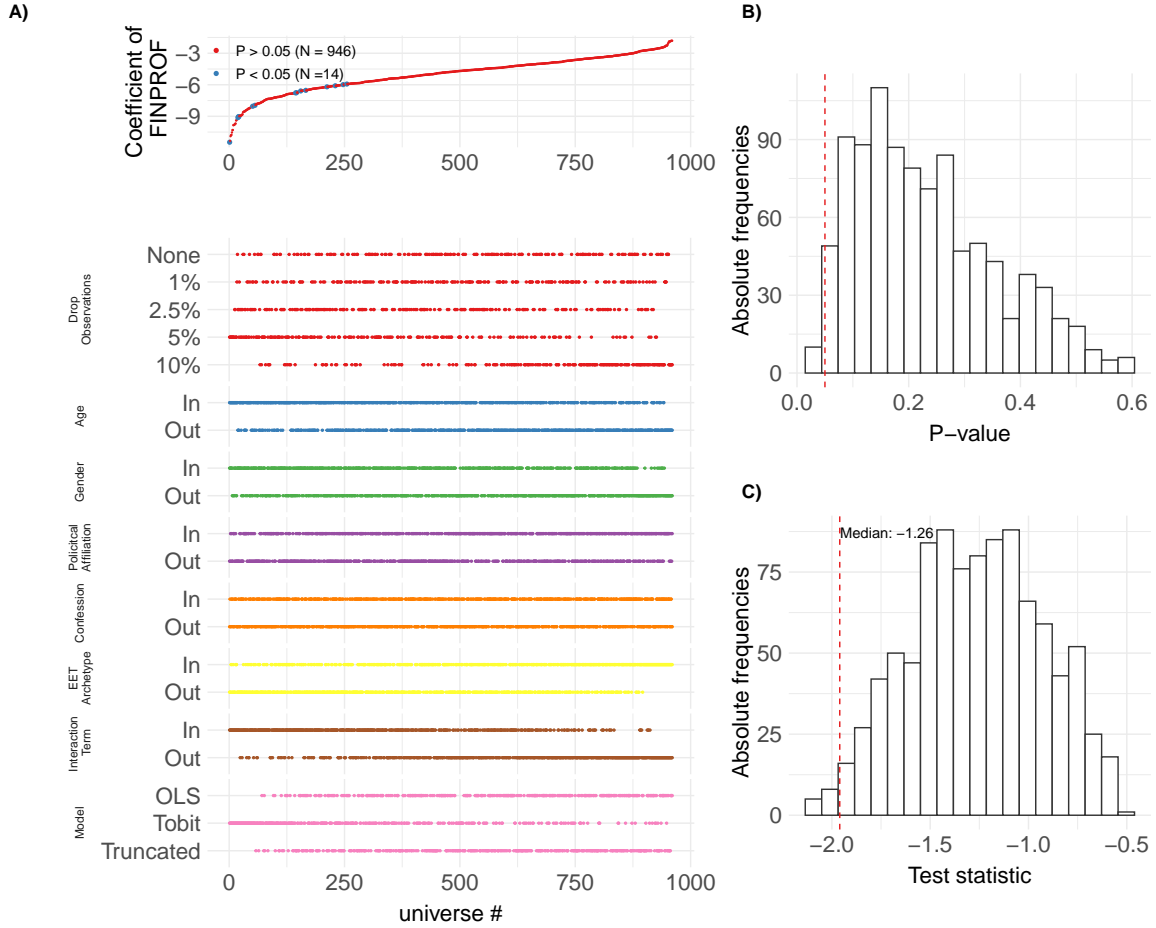 A)
Coefficient of
FINPROF
−3
−6
−9
P > 0.05 (N = 946)
P < 0.05 (N =14)
0
250
500
750
1000
Drop
Observations
None
1%
2.5%
5%
10%
Age
In
Out
Gender
In
Out
Policitcal
Affiliation
In
Out
Confession
In
Out
EET
Archetype
In
Out
Interaction
Term
In
Out
Model
OLS
Tobit
Truncated
0
250
500
750
1000
universe #
B)
Absolute frequencies
90
60
30
0
0.0
0.2
0.4
0.6
P−value
C)
Absolute frequencies
Median: −1.26
75
50
25
0
−2.0
−1.5
−1.0
−0.5
Test statistic